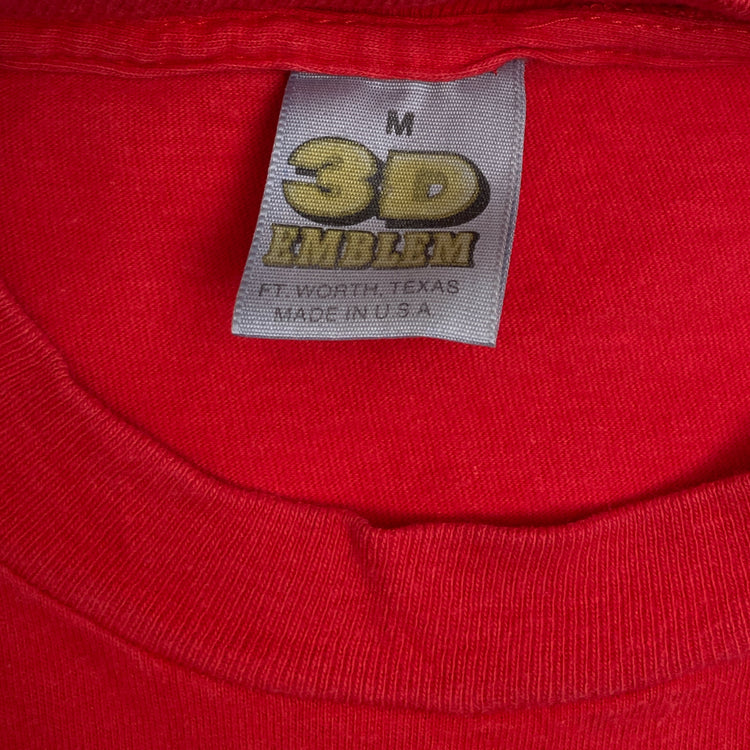 M
3D
EMBLEM
FT. WORTH, TEXAS
MADE IN U.S.A